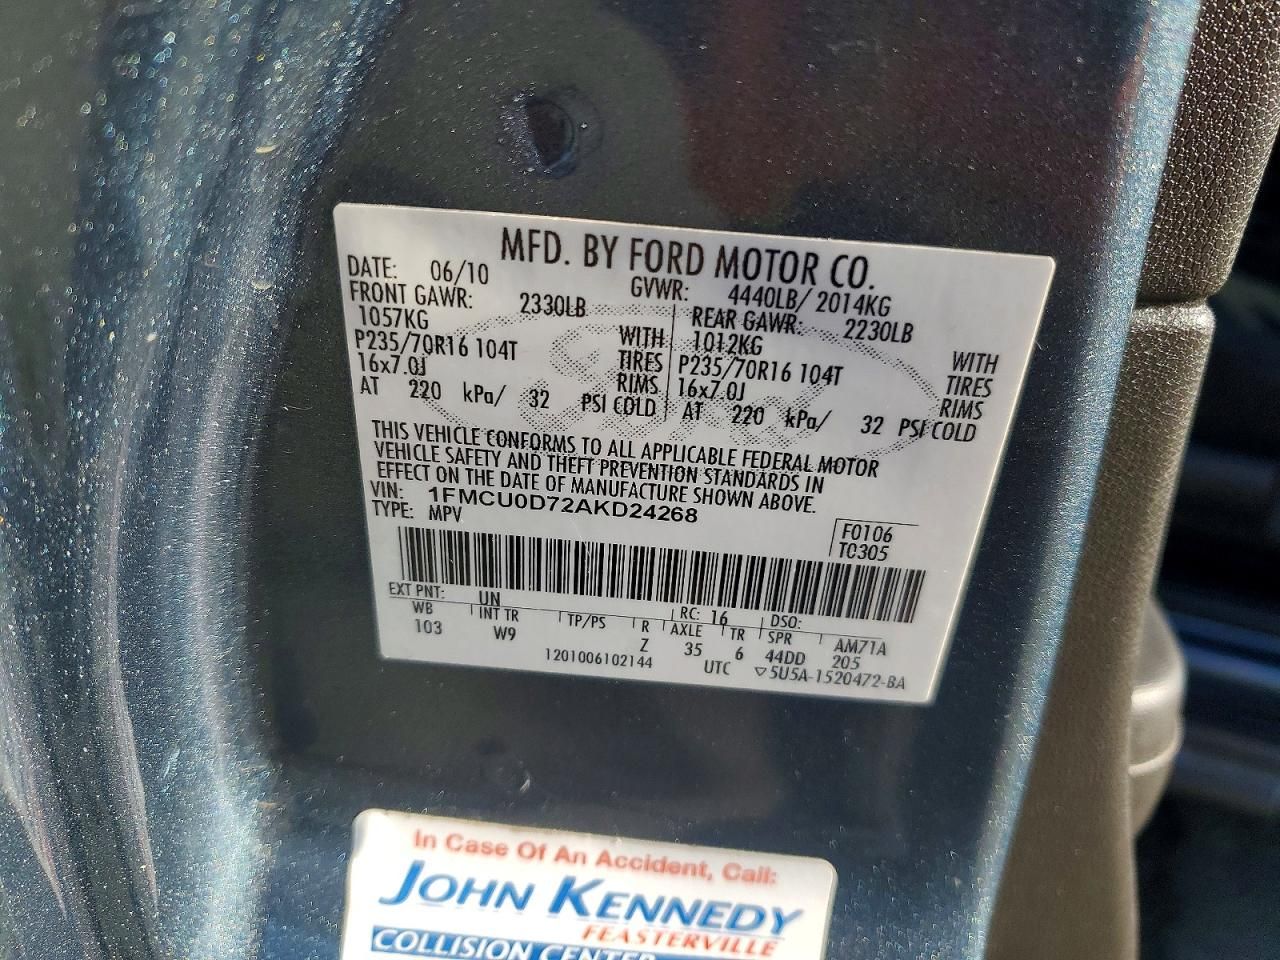 MFD. BY FORD MOTOR CO.
DATE: 06/10 GVWR: 4440LB/ 2014KG
FRONT GAWR: 2330LB REAR GAWR: 2230LB
1057KG WITH 1012KG WITH
P235/70R16 104T TIRES P235/70R16 104T TIRES
16x7.0J RIMS 16x7.0J RIMS
AT 220 kPa/ 32 PSI COLD AT 220 kPa/ 32 PSI COLD
THIS VEHICLE CONFORMS TO ALL APPLICABLE FEDERAL MOTOR
VEHICLE SAFETY AND THEFT PREVENTION STANDARDS IN
EFFECT ON THE DATE OF MANUFACTURE SHOWN ABOVE.
VIN: 1FMCU0D72AKD24268
TYPE: MPV
F0106
T0305
EXT PNT: UN RC: 16 DSO:
WB INT TR TP/PS R AXLE TR SPR AM71A
103 W9 Z 35 6 44DD 205
1201006102144 UTC ▽5U5A-1520472-BA
In Case Of An Accident, Call:
JOHN KENNEDY
FEASTERVILLE
COLLISION CENTER